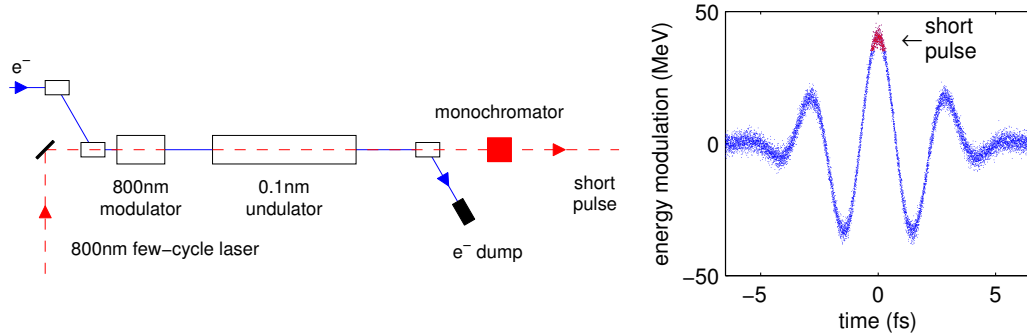 e−
monochromator
800nm
modulator
0.1nm
undulator
short
pulse
800nm few−cycle laser
e− dump
50
0
−50
energy modulation (MeV)
short
pulse
−5
0
5
time (fs)